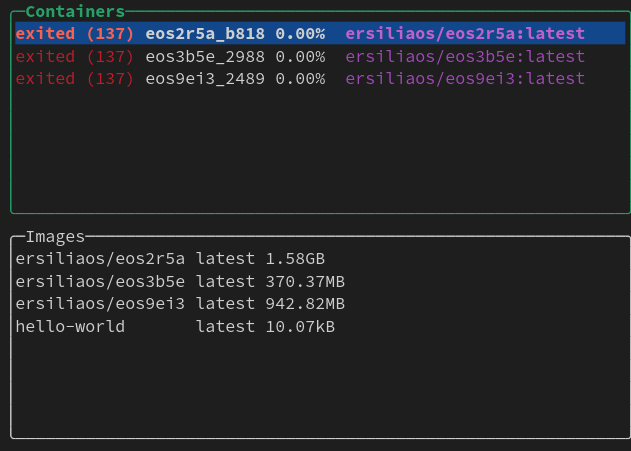 Containers
exited (137) eos2r5a_b818 0.00% ersiliaos/eos2r5a:latest
exited (137) eos3b5e_2988 0.00% ersiliaos/eos3b5e:latest
exited (137) eos9ei3_2489 0.00% ersiliaos/eos9ei3:latest
Images
ersiliaos/eos2r5a latest 1.58GB
ersiliaos/eos3b5e latest 370.37MB
ersiliaos/eos9ei3 latest 942.82MB
hello-world latest 10.07kB